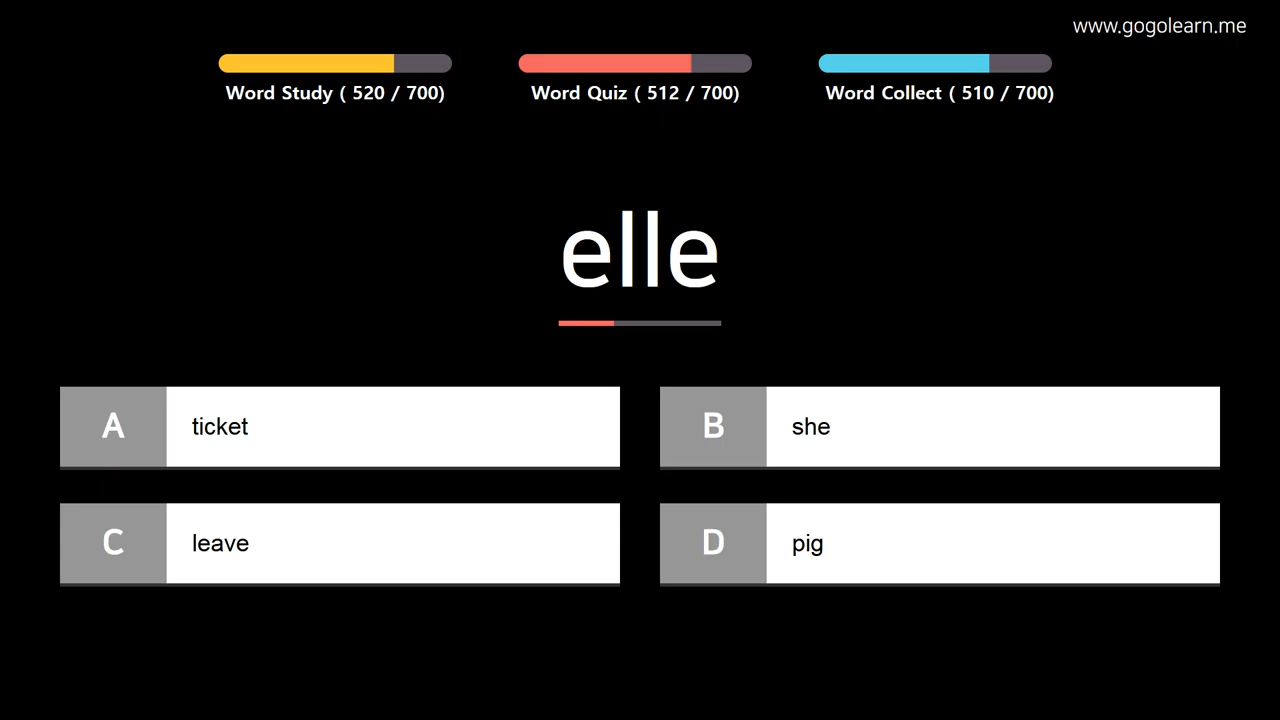 www.gogolearn.me
Word Study ( 520 / 700)
Word Quiz ( 512 / 700)
Word Collect ( 510 / 700)
elle
A ticket
B she
C leave
D pig